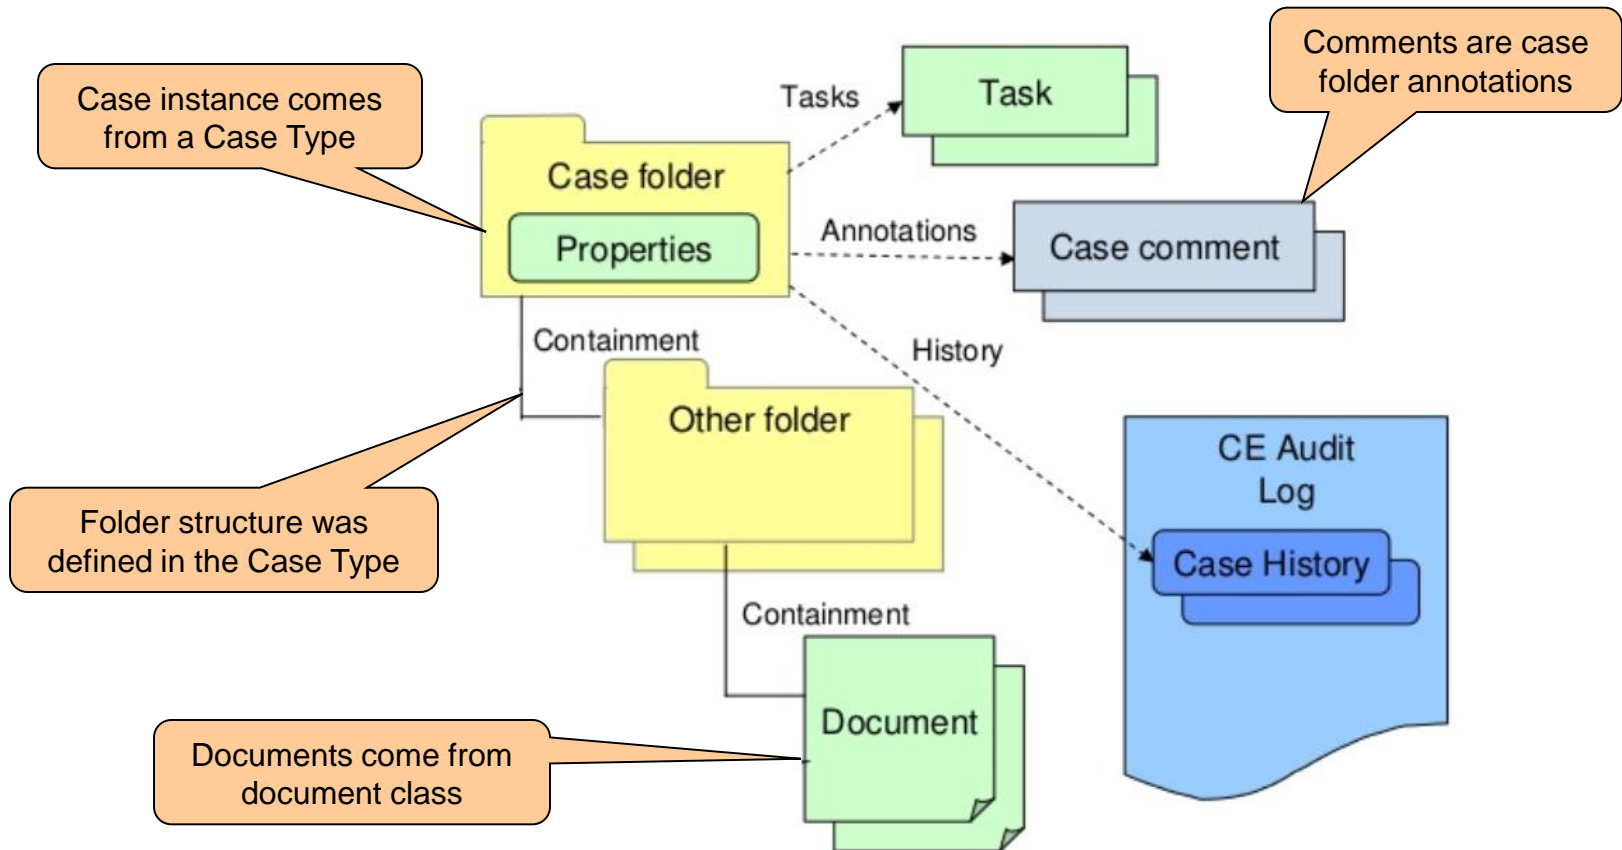 Case instance comes
from a Case Type
Tasks
Task
Comments are case
folder annotations
Case folder
Properties
Annotations
Case comment
Containment
History
Other folder
CE Audit
Log
Case History
Folder structure was
defined in the Case Type
Containment
Document
Documents come from
document class